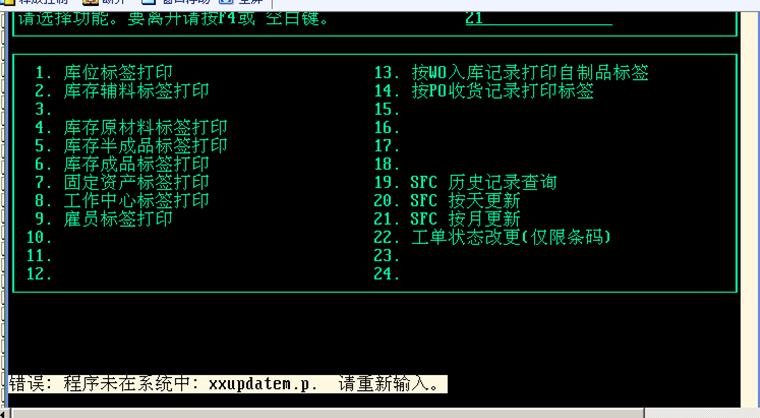 请选择功能。要离开请按F4或 空白键。 21
1. 库位标签打印
2. 库存辅料标签打印
3.
4. 库存原材料标签打印
5. 库存半成品标签打印
6. 库存成品标签打印
7. 固定资产标签打印
8. 工作中心标签打印
9. 雇员标签打印
10.
11.
12.
13. 按WO入库记录打印自制品标签
14. 按PO收货记录打印标签
15.
16.
17.
18.
19. SFC 历史记录查询
20. SFC 按天更新
21. SFC 按月更新
22. 工单状态改更(仅限条码)
23.
24.
错误: 程序未在系统中: xxupdatem.p. 请重新输入。